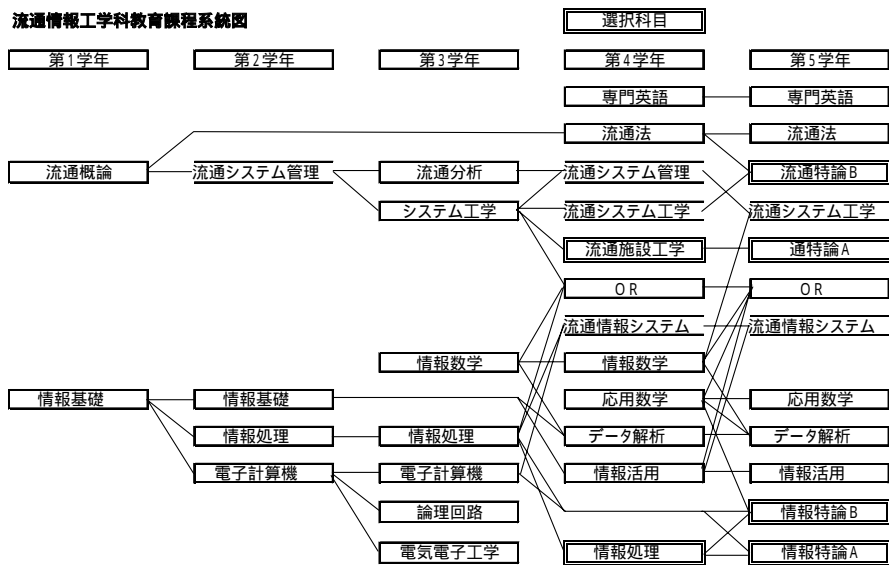 流通情報工学科教育課程系統図
選択科目
第1学年 第2学年 第3学年 第4学年 第5学年
専門英語 専門英語
流通法 流通法
流通概論 流通システム管理 流通分析 流通システム管理 流通特論B
システム工学 流通システム工学 流通システム工学
流通施設工学 通特論A
OR OR
流通情報システム 流通情報システム
情報数学 情報数学
情報基礎 情報基礎 応用数学 応用数学
情報処理 情報処理 データ解析 データ解析
電子計算機 電子計算機 情報活用 情報活用
論理回路 情報特論B
電気電子工学 情報処理 情報特論A